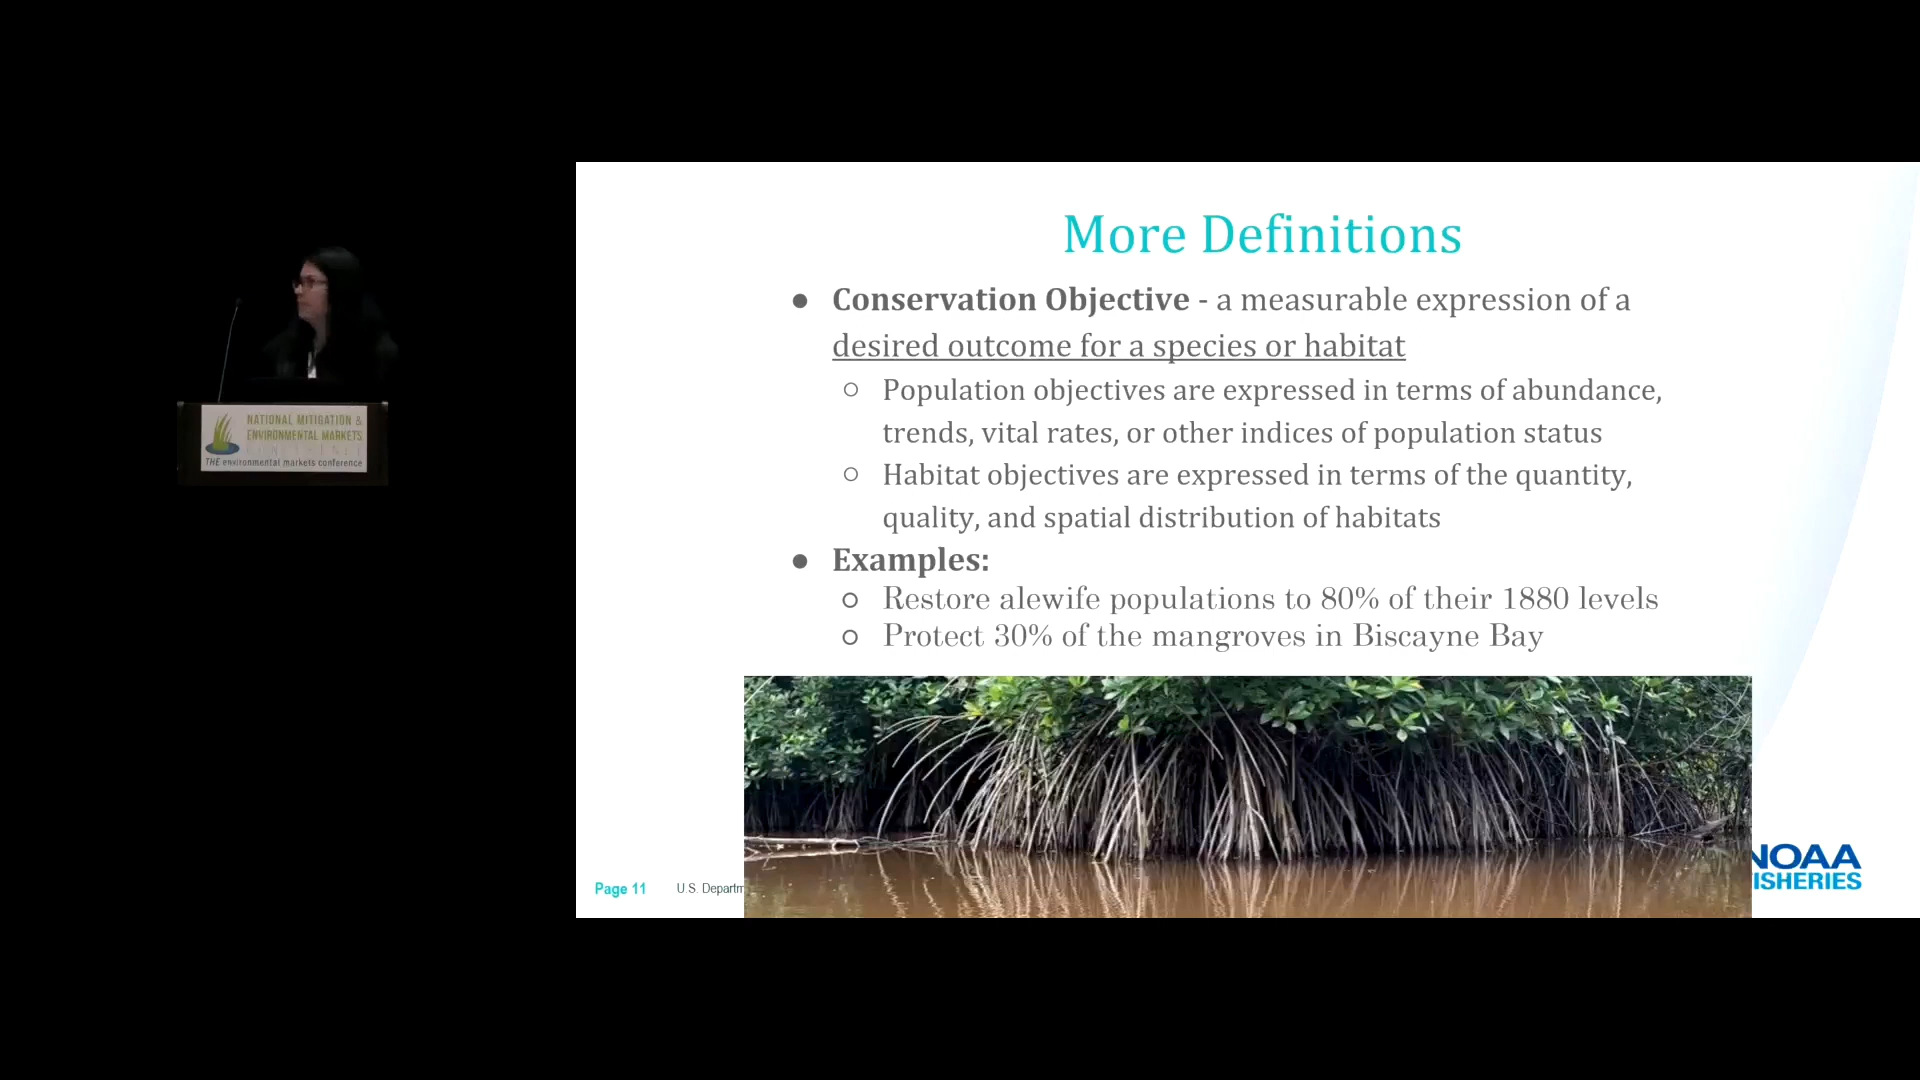 More Definitions
● Conservation Objective - a measurable expression of a
desired outcome for a species or habitat
○ Population objectives are expressed in terms of abundance,
trends, vital rates, or other indices of population status
○ Habitat objectives are expressed in terms of the quantity,
quality, and spatial distribution of habitats
● Examples:
○ Restore alewife populations to 80% of their 1880 levels
○ Protect 30% of the mangroves in Biscayne Bay
NATIONAL MITIGATION &
ENVIRONMENTAL MARKETS
THE environmental markets conference
Page 11
U.S. Departm
NOAA
ISHERIES